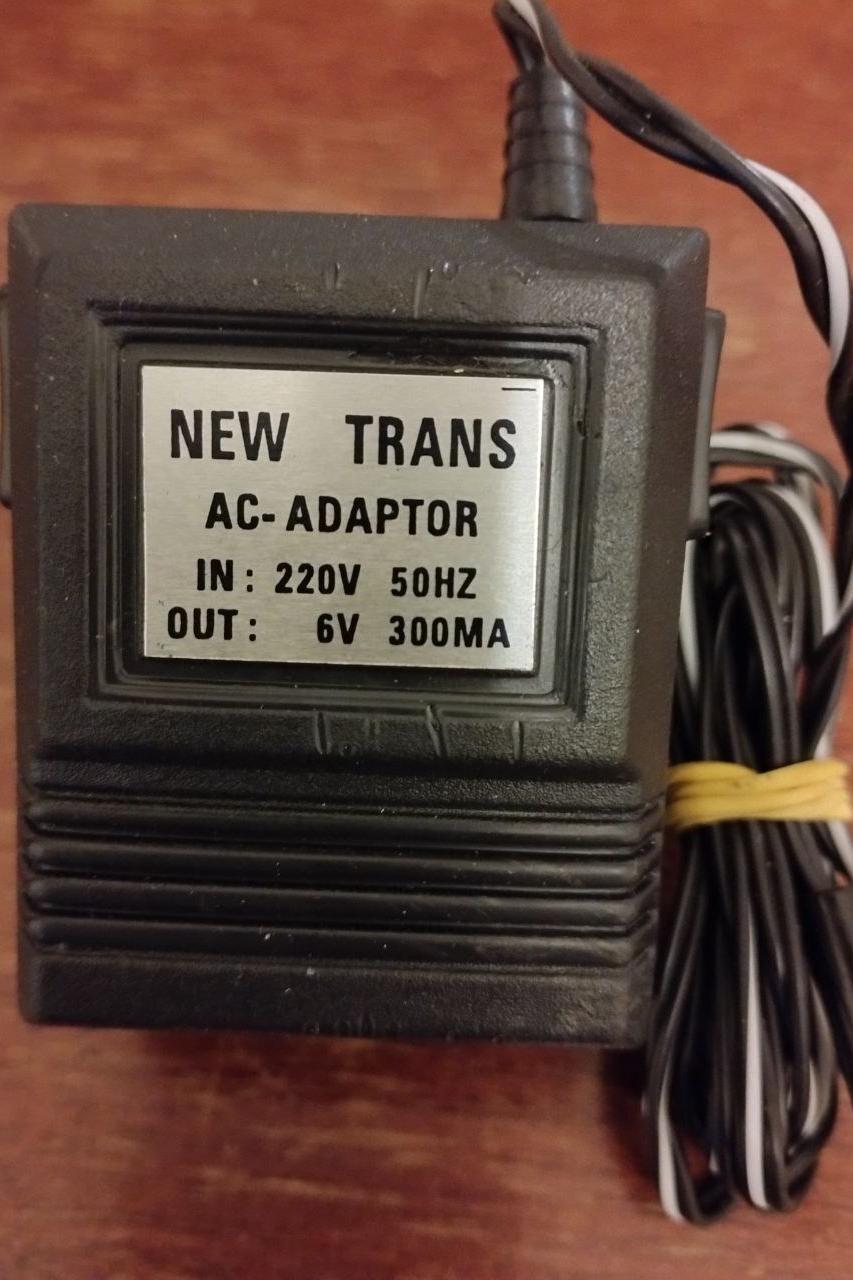 NEW TRANS
AC-ADAPTOR
IN: 220V 50HZ
OUT: 6V 300MA